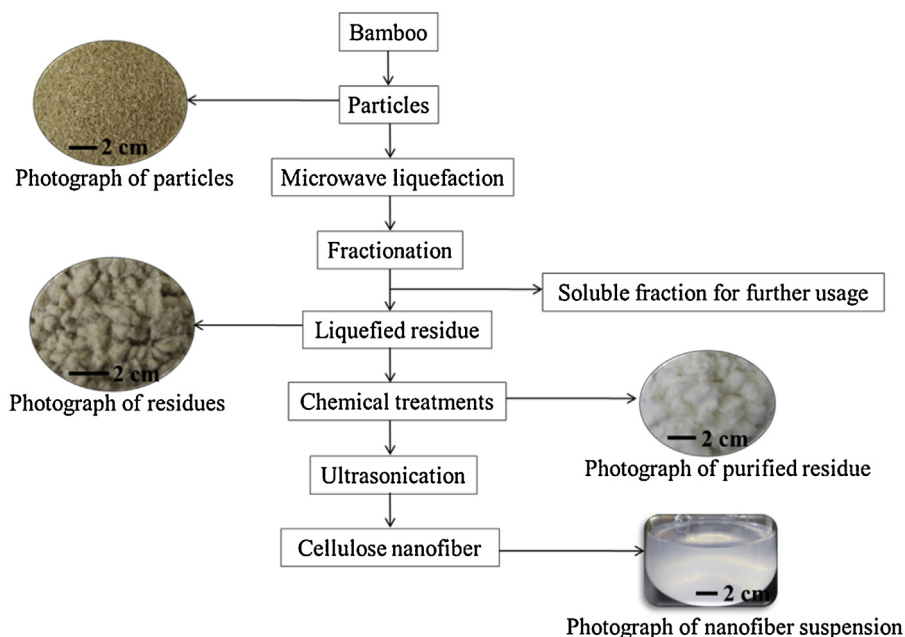 Bamboo
Particles
2 cm
Photograph of particles
Microwave liquefaction
Fractionation
Soluble fraction for further usage
Liquefied residue
2 cm
Photograph of residues
Chemical treatments
2 cm
Photograph of purified residue
Ultrasonication
Cellulose nanofiber
2 cm
Photograph of nanofiber suspension